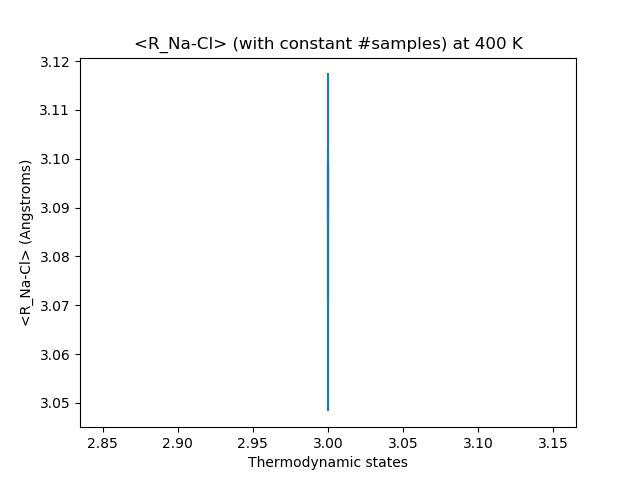 <R_Na-Cl> (with constant #samples) at 400 K
3.12
3.11
3.10
3.09
3.08
3.07
3.06
3.05
<R_Na-Cl> (Angstroms)
2.85 2.90 2.95 3.00 3.05 3.10 3.15
Thermodynamic states